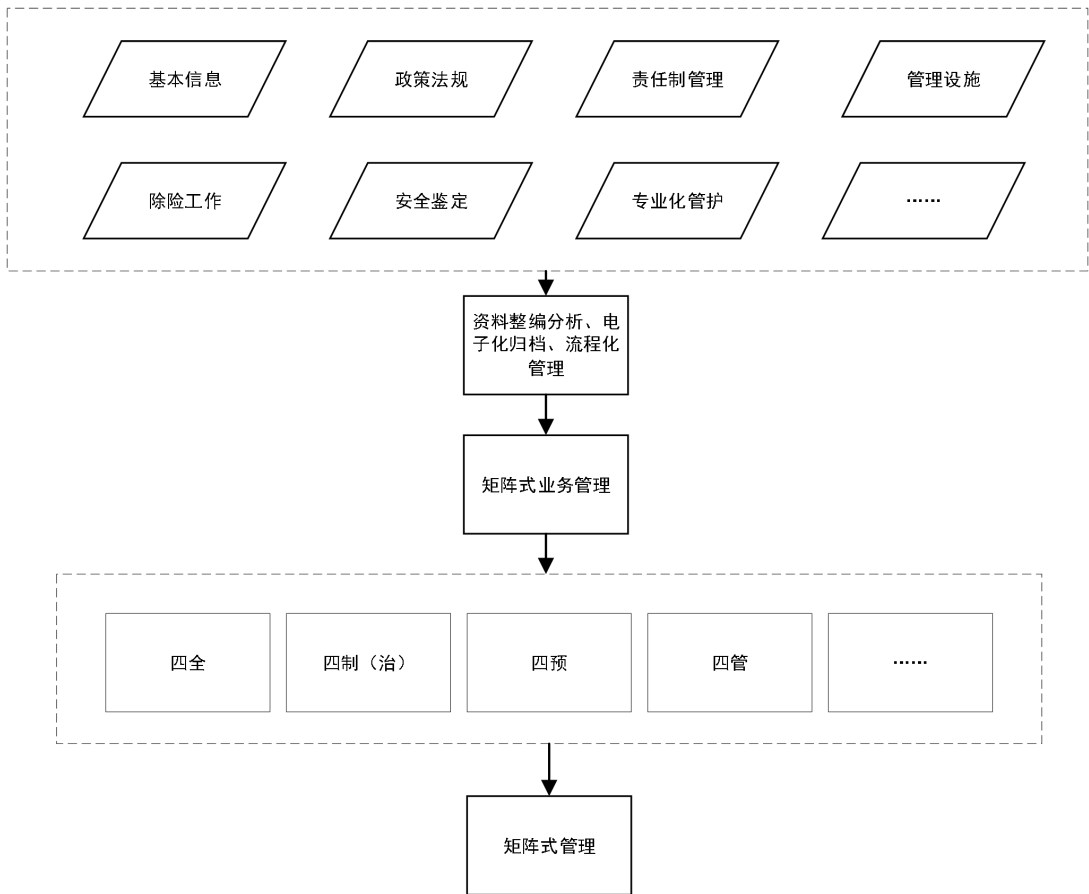 基本信息
政策法规
责任制管理
管理设施
除险工作
安全鉴定
专业化管护
……
资料整编分析、电
子化归档、流程化
管理
矩阵式业务管理
四全
四制（治）
四预
四管
……
矩阵式管理